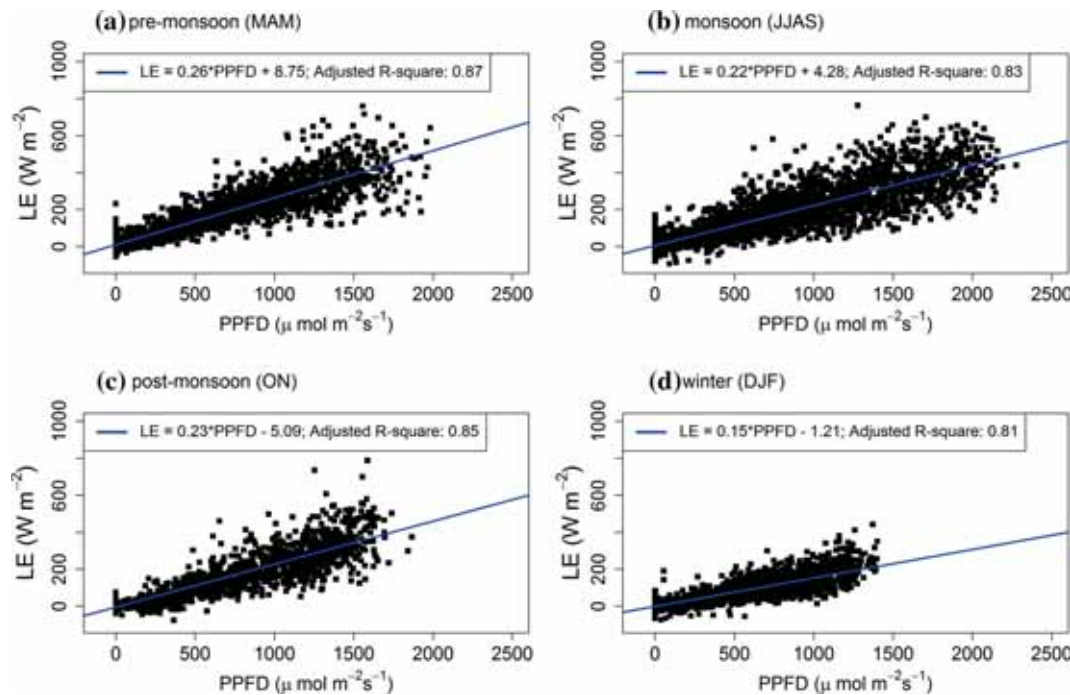 (a) pre-monsoon (MAM)
LE = 0.26*PPFD + 8.75; Adjusted R-square: 0.87
LE (W m⁻²)
1000
600
200
0
0 500 1000 1500 2000 2500
PPFD (μ mol m⁻²s⁻¹)
(b) monsoon (JJAS)
LE = 0.22*PPFD + 4.28; Adjusted R-square: 0.83
LE (W m⁻²)
1000
600
200
0
0 500 1000 1500 2000 2500
PPFD (μ mol m⁻²s⁻¹)
(c) post-monsoon (ON)
LE = 0.23*PPFD - 5.09; Adjusted R-square: 0.85
LE (W m⁻²)
1000
600
200
0
0 500 1000 1500 2000 2500
PPFD (μ mol m⁻²s⁻¹)
(d) winter (DJF)
LE = 0.15*PPFD - 1.21; Adjusted R-square: 0.81
LE (W m⁻²)
1000
600
200
0
0 500 1000 1500 2000 2500
PPFD (μ mol m⁻²s⁻¹)